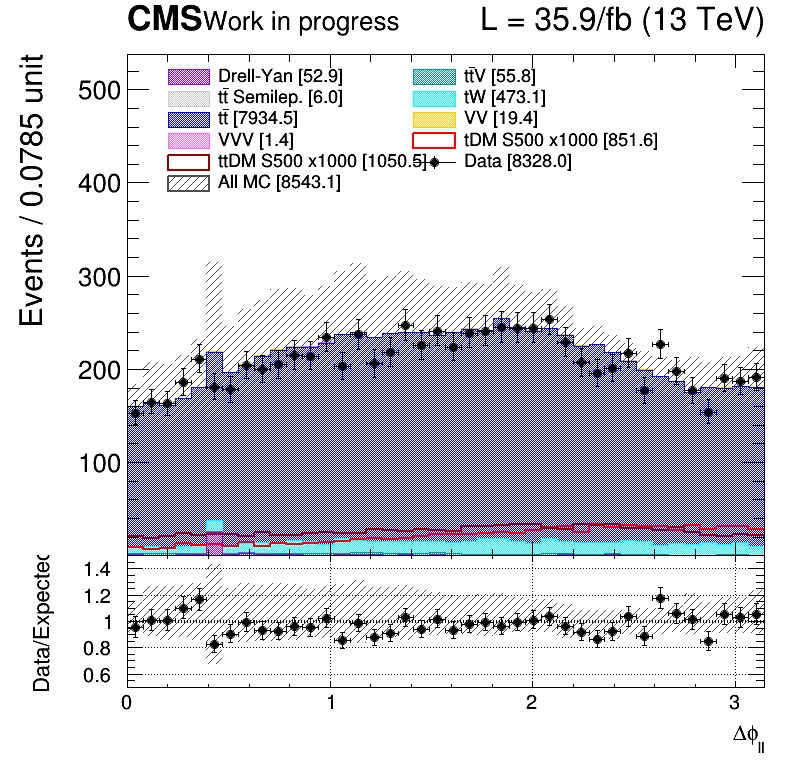 CMS Work in progress L = 35.9/fb (13 TeV)
Events / 0.0785 unit
500
400
300
200
100
Drell-Yan [52.9] tt̄V [55.8]
tt̄ Semilep. [6.0] tW [473.1]
tt̄ [7934.5] VV [19.4]
VVV [1.4] tDM S500 x1000 [851.6]
ttDM S500 x1000 [1050.5] Data [8328.0]
All MC [8543.1]
Data/Expected
1.4
1.2
1
0.8
0.6
0 1 2 3
Δϕ_ll